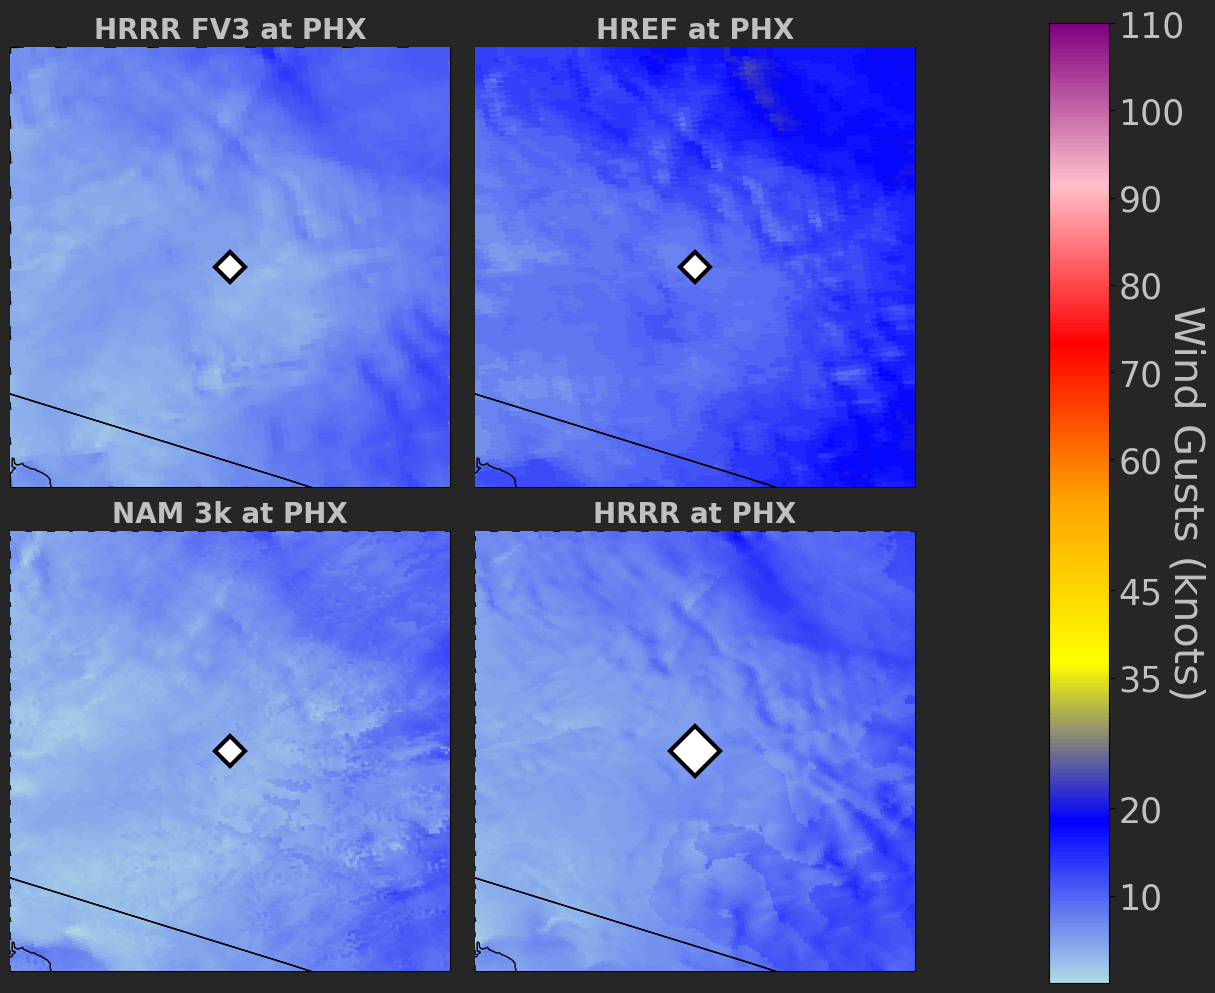 HRRR FV3 at PHX
HREF at PHX
NAM 3k at PHX
HRRR at PHX
110
100
90
80
70
60
45
35
20
10
Wind Gusts (knots)